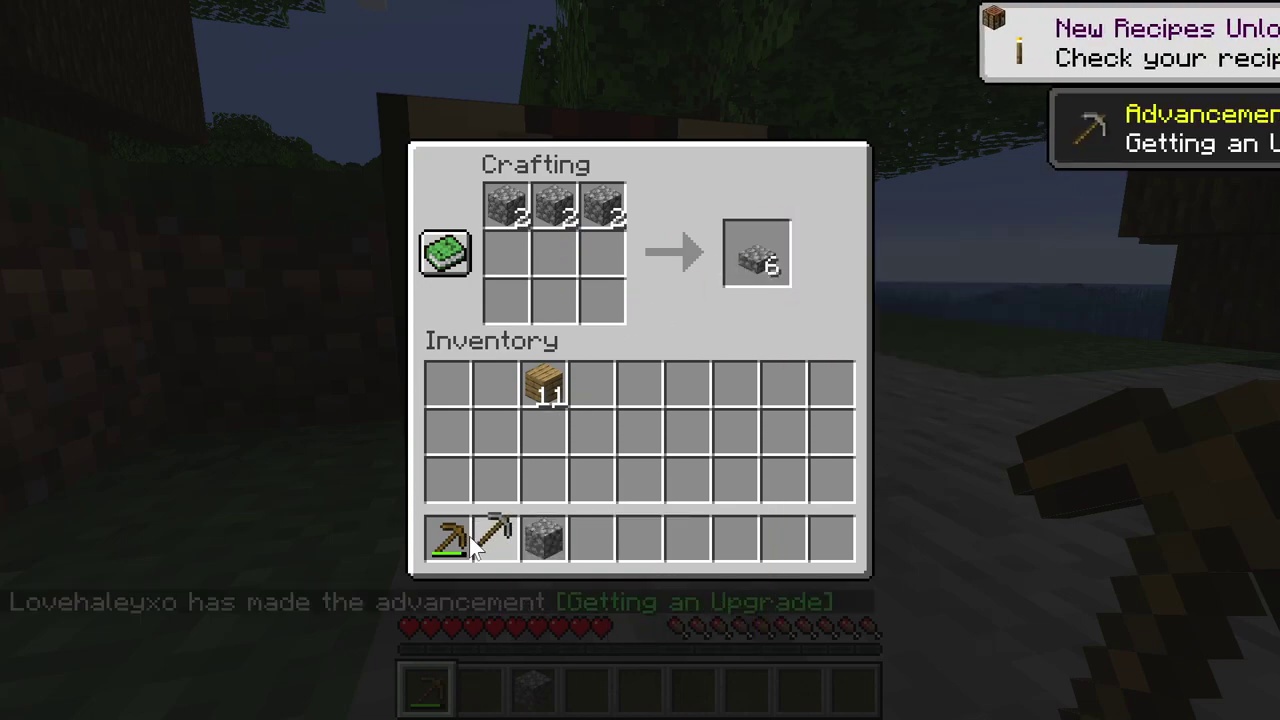 New Recipes Unlo
Check your recip
Advancemen
Getting an U
Crafting
2 2 2
6
Inventory
11
Lovehaleyxo has made the advancement [Getting an Upgrade]